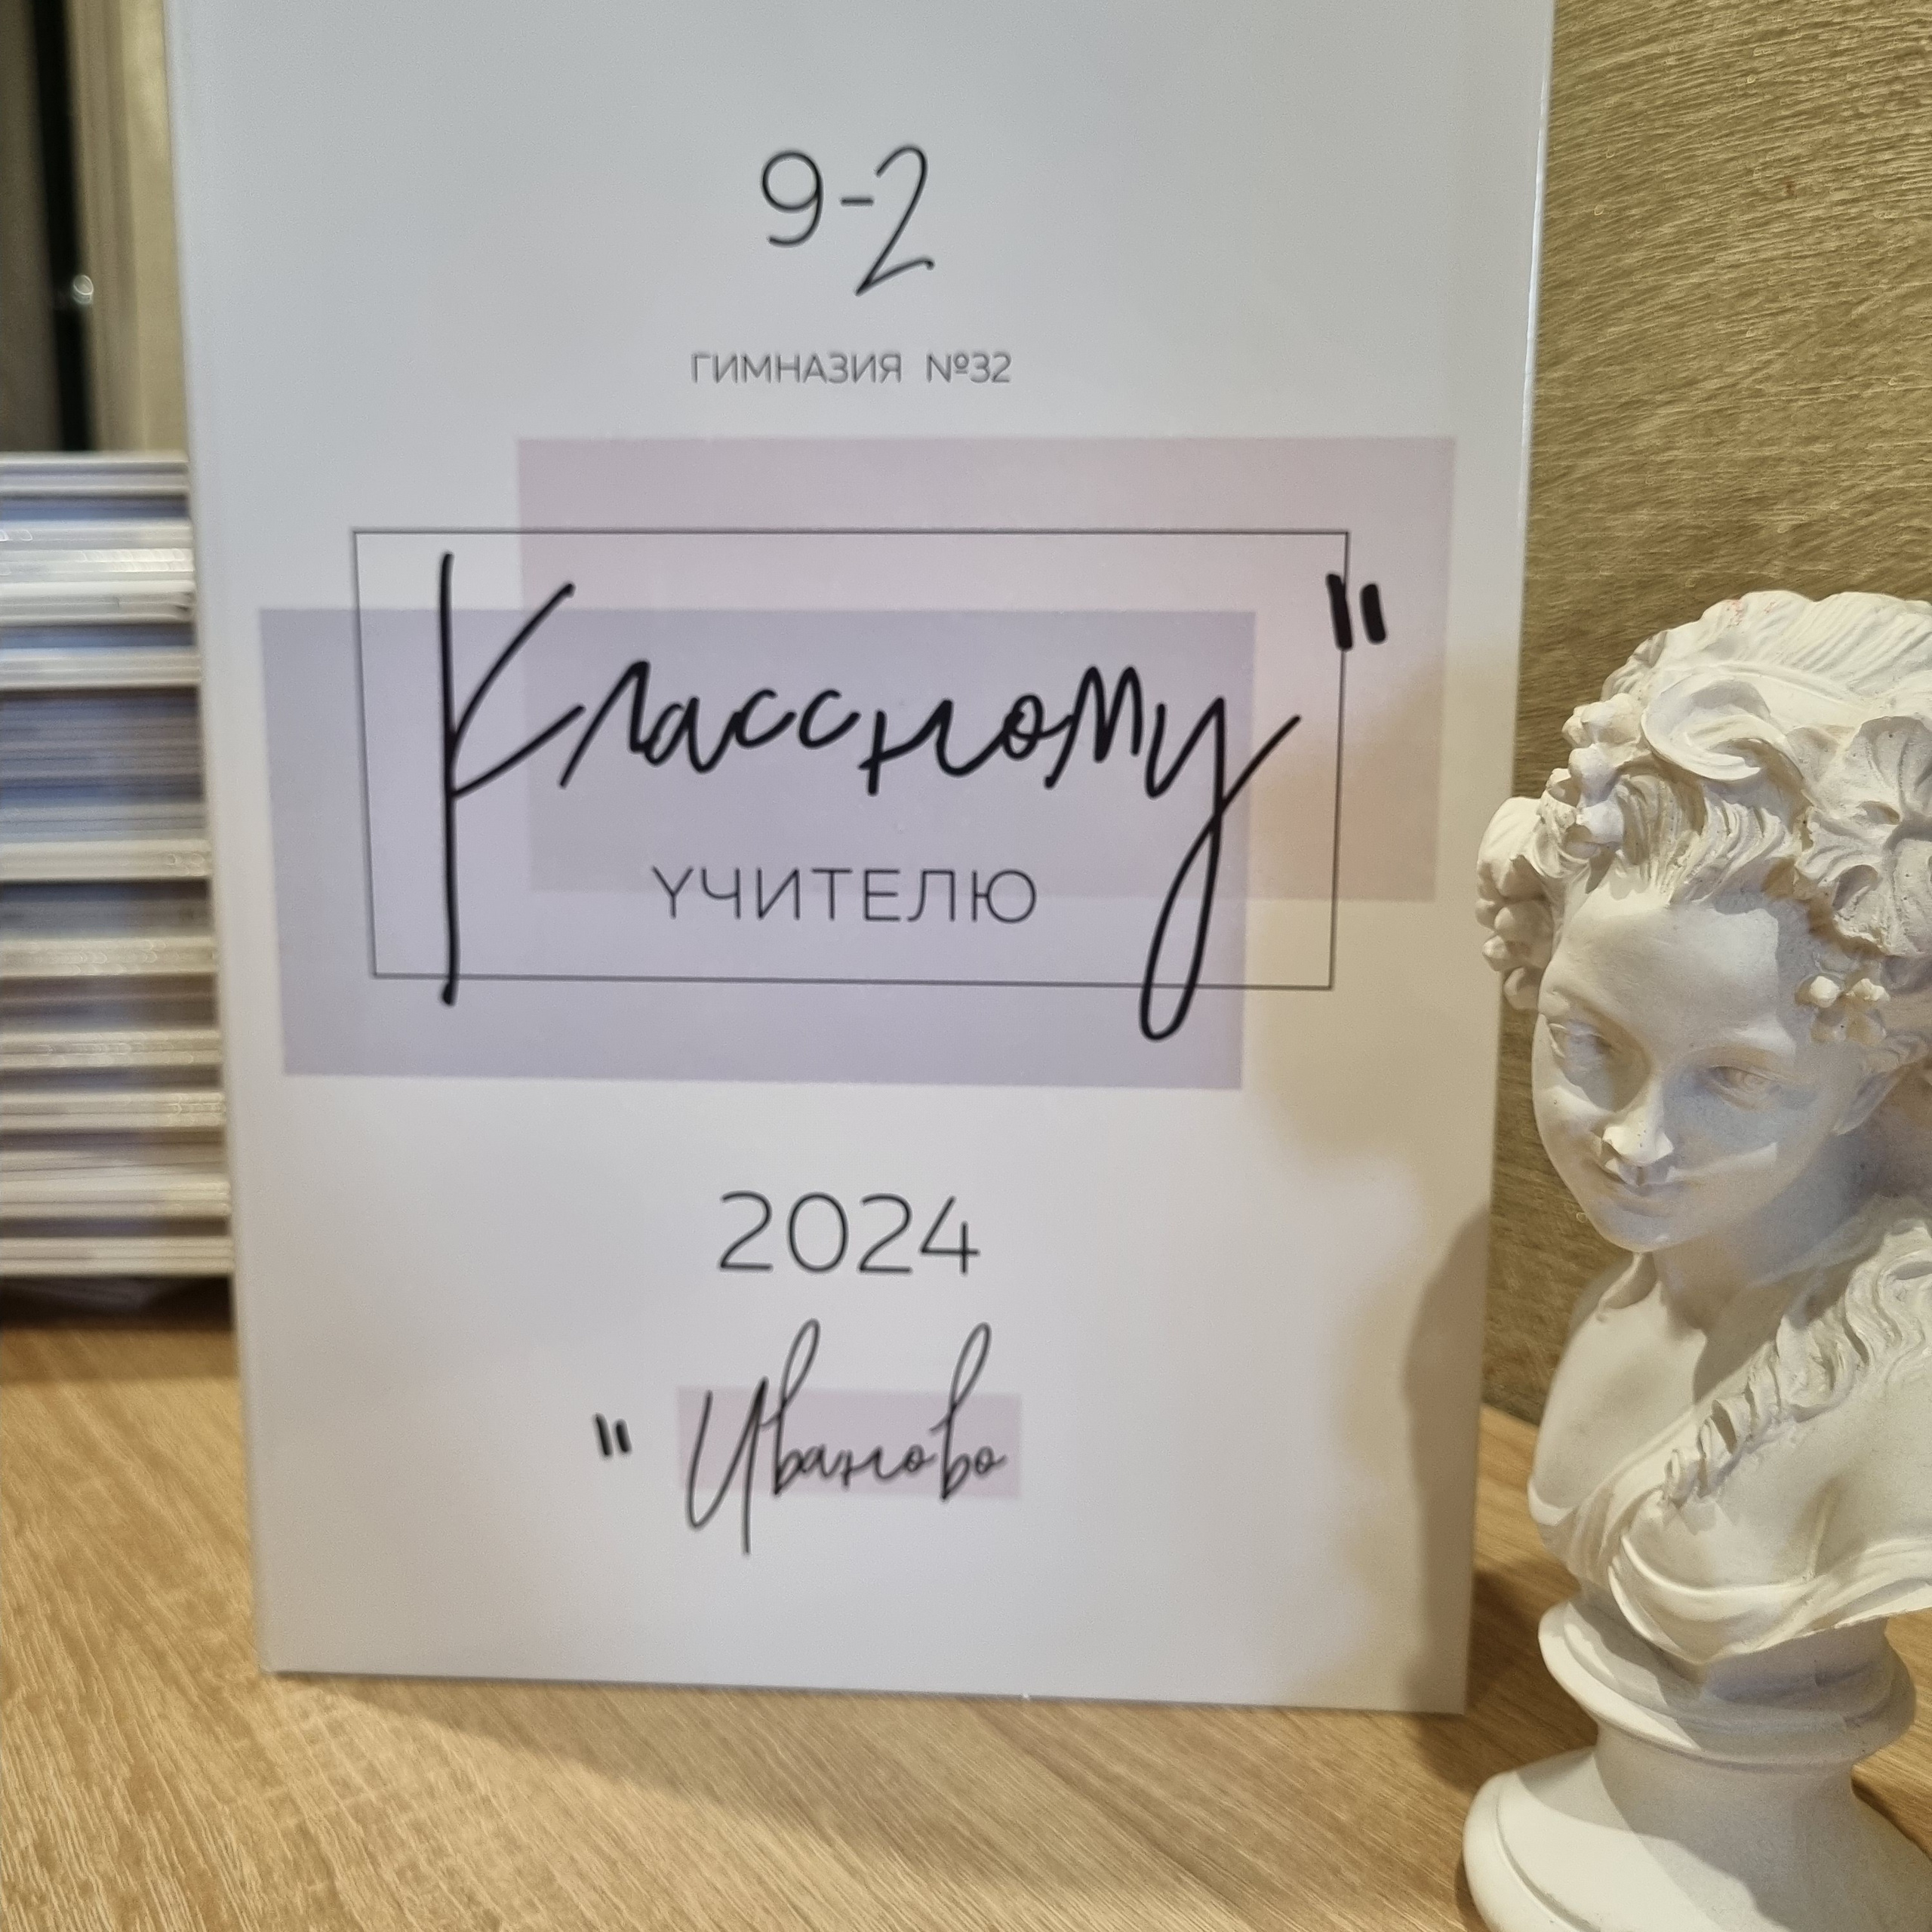 9-2
ГИМНАЗИЯ №32
Классному"
УЧИТЕЛЮ
2024
" Иваново